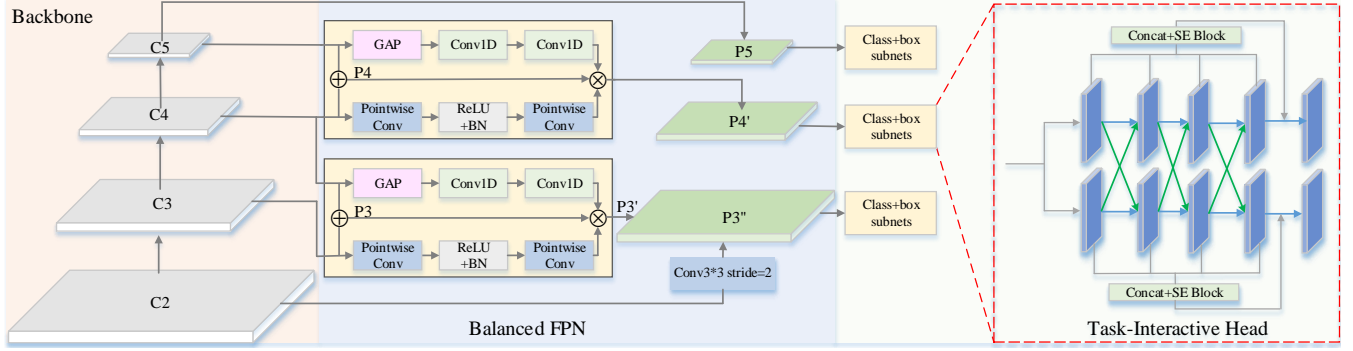 Backbone
C5
C4
C3
C2
GAP
Conv1D
Conv1D
P4
Pointwise
Conv
ReLU
+BN
Pointwise
Conv
GAP
Conv1D
Conv1D
P3
P3'
Pointwise
Conv
ReLU
+BN
Pointwise
Conv
P5
P4'
P3"
Conv3*3 stride=2
Balanced FPN
Class+box
subnets
Class+box
subnets
Class+box
subnets
Concat+SE Block
Concat+SE Block
Task-Interactive Head